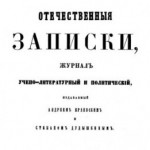 ОТЕЧЕСТВЕННЫЯ
ЗАПИСКИ,
ЖУРНАЛЪ
УЧЕНО-ЛИТЕРАТУРНЫЙ И ПОЛИТИЧЕСКІЙ,
ИЗДАВАЕМЫЙ
АНДРЕЕМЪ КРАЕВСКИМЪ
И
СТЕПАНОМЪ ДУДЫШКИНЫМЪ.